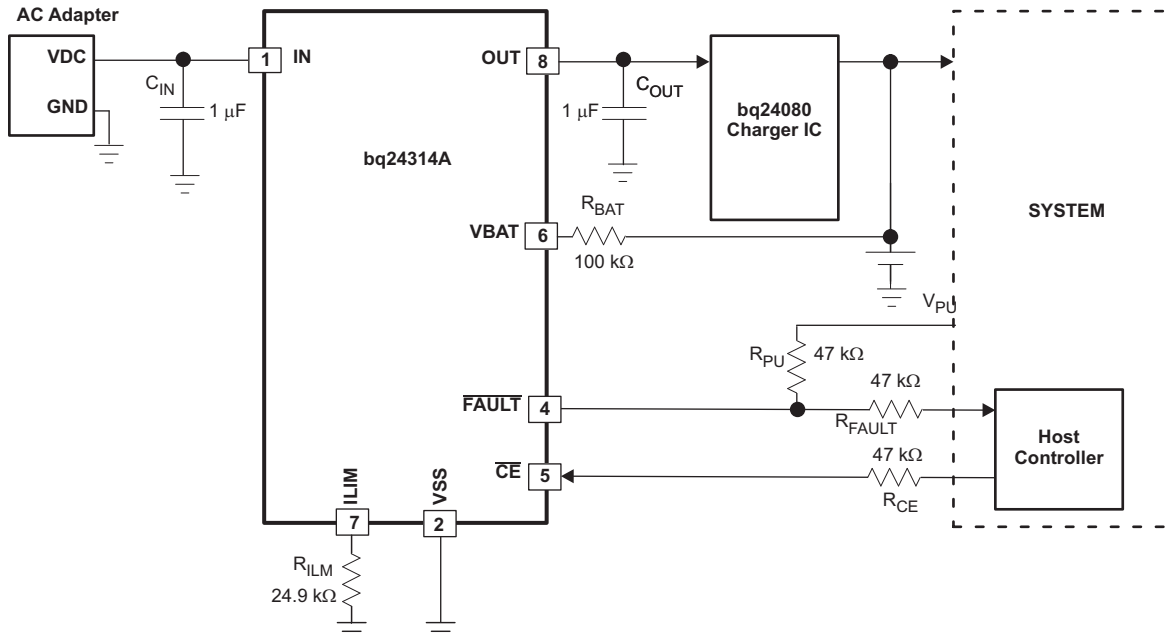 AC Adapter
VDC
GND
C_IN
1 μF
1
IN
bq24314A
OUT
8
C_OUT
1 μF
bq24080
Charger IC
SYSTEM
VBAT
6
R_BAT
100 kΩ
V_PU
R_PU
47 kΩ
FAULT
4
47 kΩ
R_FAULT
Host
Controller
CE
5
47 kΩ
R_CE
ILIM
7
VSS
2
R_ILM
24.9 kΩ